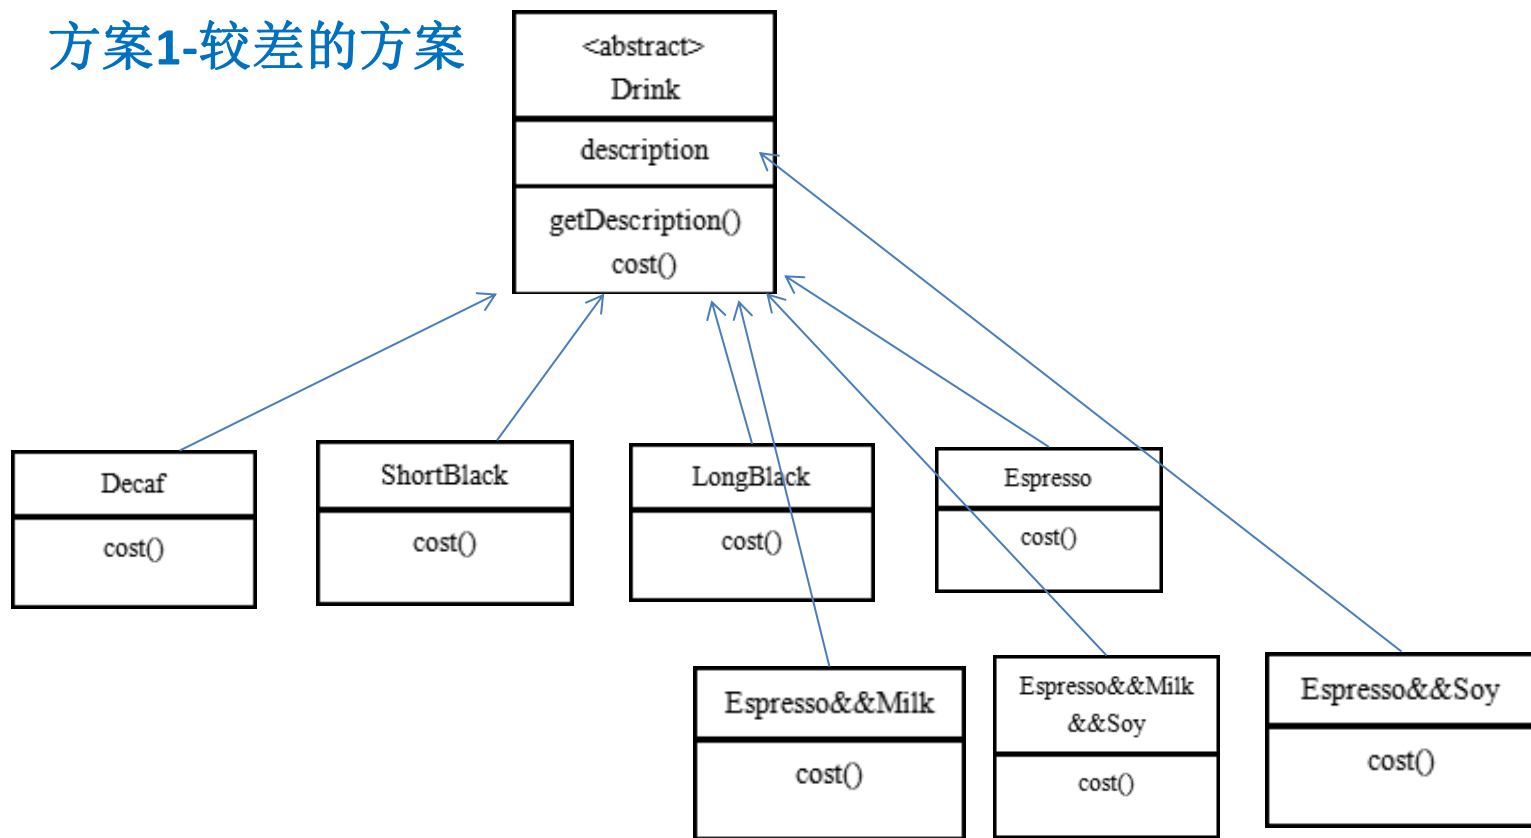 方案1-较差的方案
<abstract>
Drink
description
getDescription()
cost()
Decaf
cost()
ShortBlack
cost()
LongBlack
cost()
Espresso
cost()
Espresso&&Milk
cost()
Espresso&&Milk
&&Soy
cost()
Espresso&&Soy
cost()